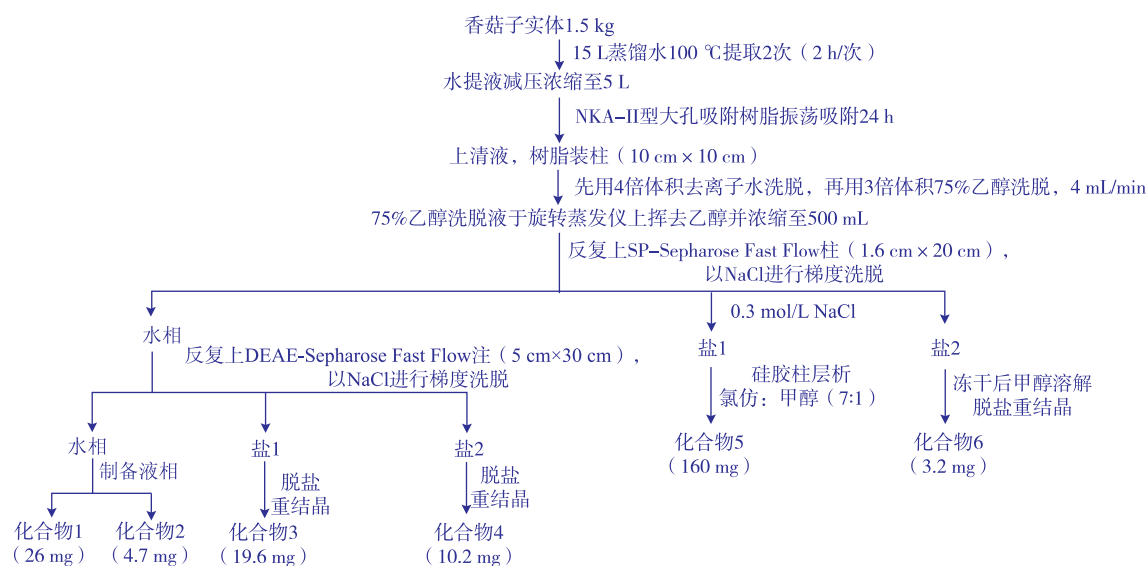 香菇子实体1.5 kg
15 L蒸馏水100 ℃提取2次（2 h/次）
水提液减压浓缩至5 L
NKA–II型大孔吸附树脂振荡吸附24 h
上清液，树脂装柱（10 cm × 10 cm）
先用4倍体积去离子水洗脱，再用3倍体积75%乙醇洗脱，4 mL/min
75%乙醇洗脱液于旋转蒸发仪上挥去乙醇并浓缩至500 mL
反复上SP–Sepharose Fast Flow柱（1.6 cm × 20 cm），
以NaCl进行梯度洗脱
0.3 mol/L NaCl
水相
盐1
盐2
反复上DEAE-Sepharose Fast Flow注（5 cm×30 cm），
以NaCl进行梯度洗脱
硅胶柱层析
氯仿：甲醇（7:1）
冻干后甲醇溶解
脱盐重结晶
水相
盐1
盐2
化合物5
（160 mg）
化合物6
（3.2 mg）
制备液相
脱盐
重结晶
脱盐
重结晶
化合物1
（26 mg）
化合物2
（4.7 mg）
化合物3
（19.6 mg）
化合物4
（10.2 mg）